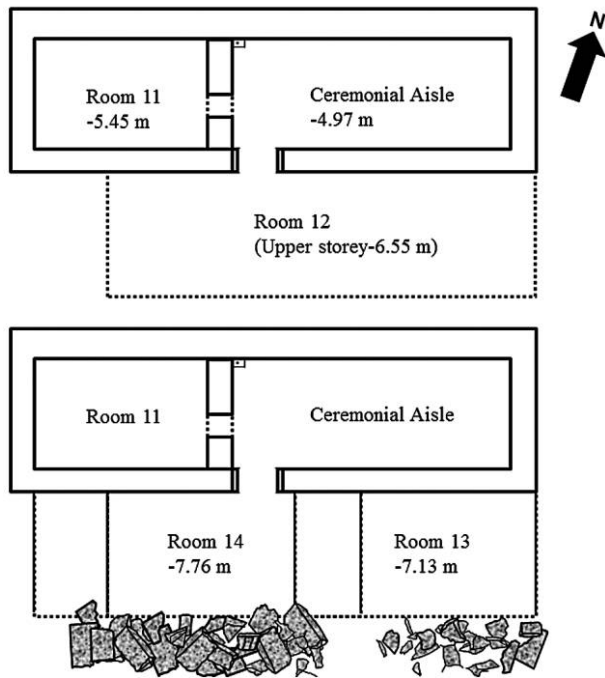 N
Room 11
-5.45 m
Ceremonial Aisle
-4.97 m
Room 12
(Upper storey-6.55 m)
Room 11
Ceremonial Aisle
Room 14
-7.76 m
Room 13
-7.13 m